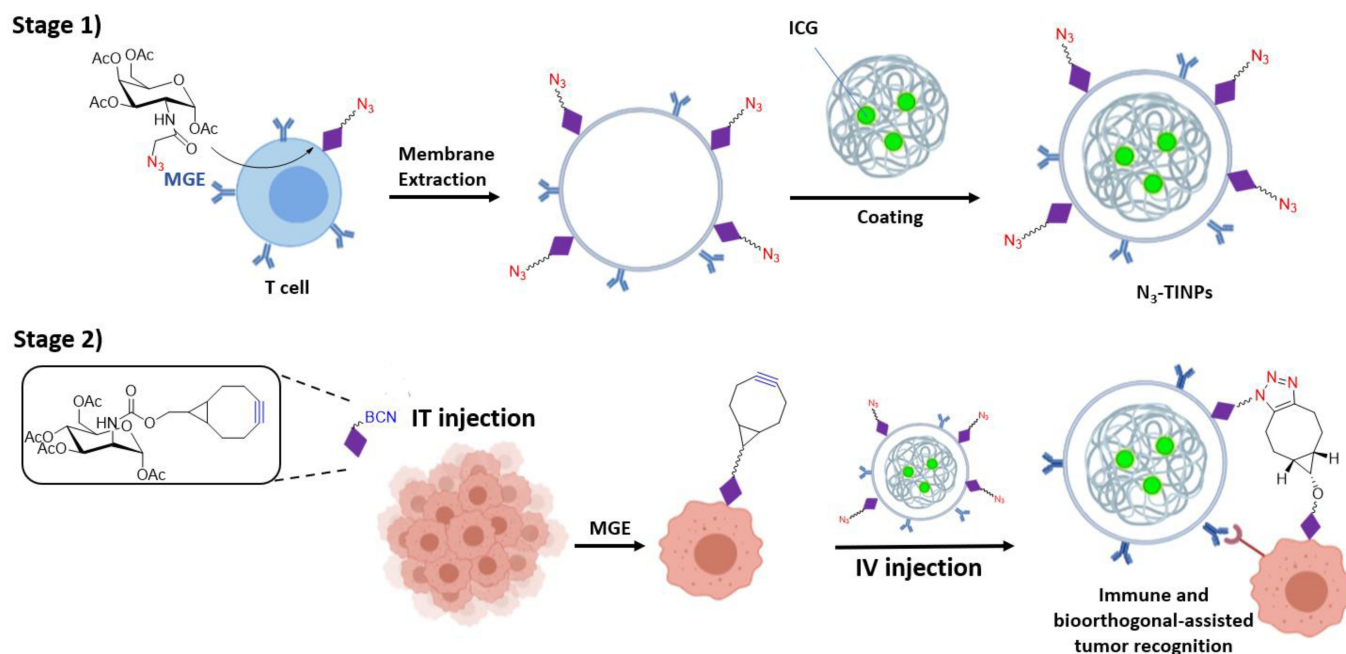 Stage 1)
ICG
OAc
AcO
AcO
O
OAc
HN
O
N3
MGE
N3
T cell
Membrane
Extraction
N3
N3
N3
N3
Coating
N3
N3
N3
N3
N3-TINPs
Stage 2)
OAc
AcO
AcO
HN
O
O
O
OAc
BCN
IT injection
MGE
N3
N3
N3
N3
IV injection
N
N
N
H
H
O
Immune and
bioorthogonal-assisted
tumor recognition